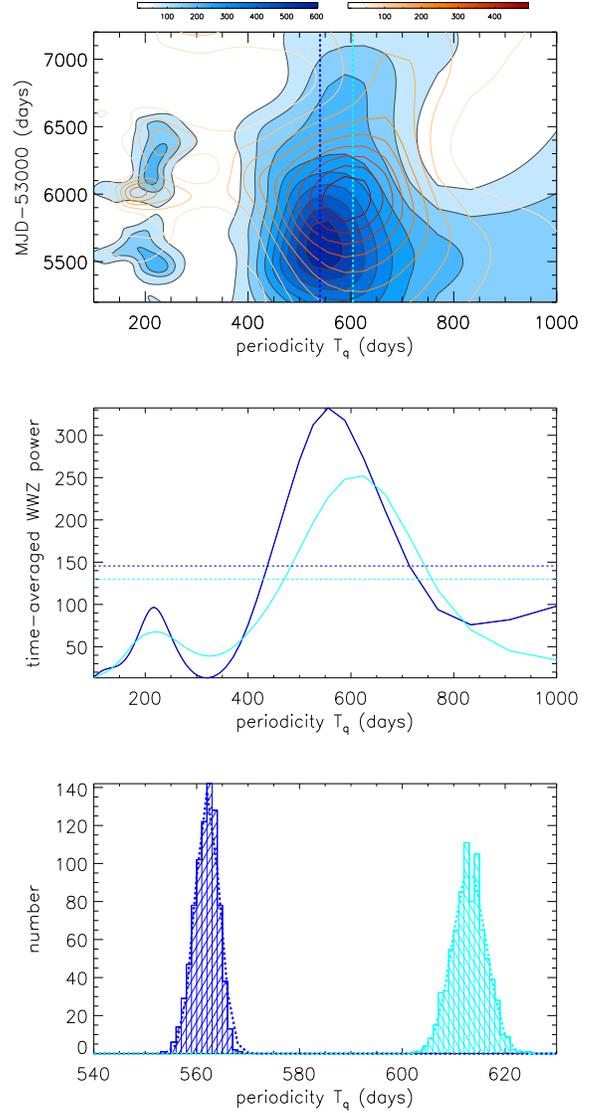 100 200 300 400 500 600 100 200 300 400
7000
6500
6000
5500
MJD-53000 (days)
200 400 600 800 1000
periodicity Tq (days)
300
250
200
150
100
50
time-averaged WWZ power
200 400 600 800 1000
periodicity Tq (days)
140
120
100
80
60
40
20
0
number
540 560 580 600 620
periodicity Tq (days)